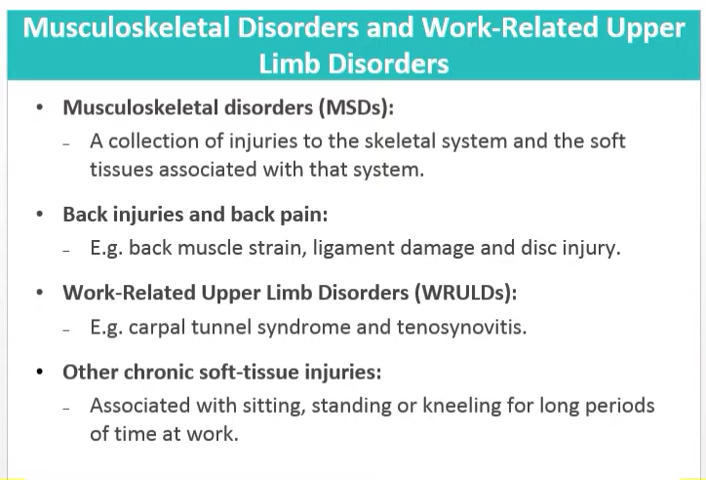 Musculoskeletal Disorders and Work-Related Upper
Limb Disorders
• Musculoskeletal disorders (MSDs):
– A collection of injuries to the skeletal system and the soft
tissues associated with that system.
• Back injuries and back pain:
– E.g. back muscle strain, ligament damage and disc injury.
• Work-Related Upper Limb Disorders (WRULDs):
– E.g. carpal tunnel syndrome and tenosynovitis.
• Other chronic soft-tissue injuries:
– Associated with sitting, standing or kneeling for long periods
of time at work.